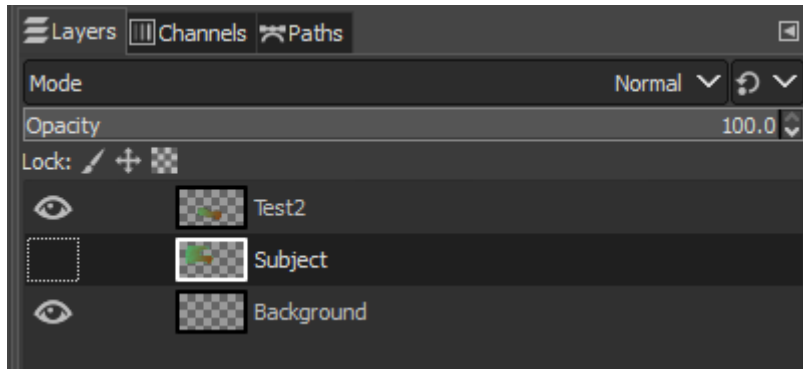 Layers Channels Paths
Mode Normal
Opacity 100.0
Lock:
Test2
Subject
Background